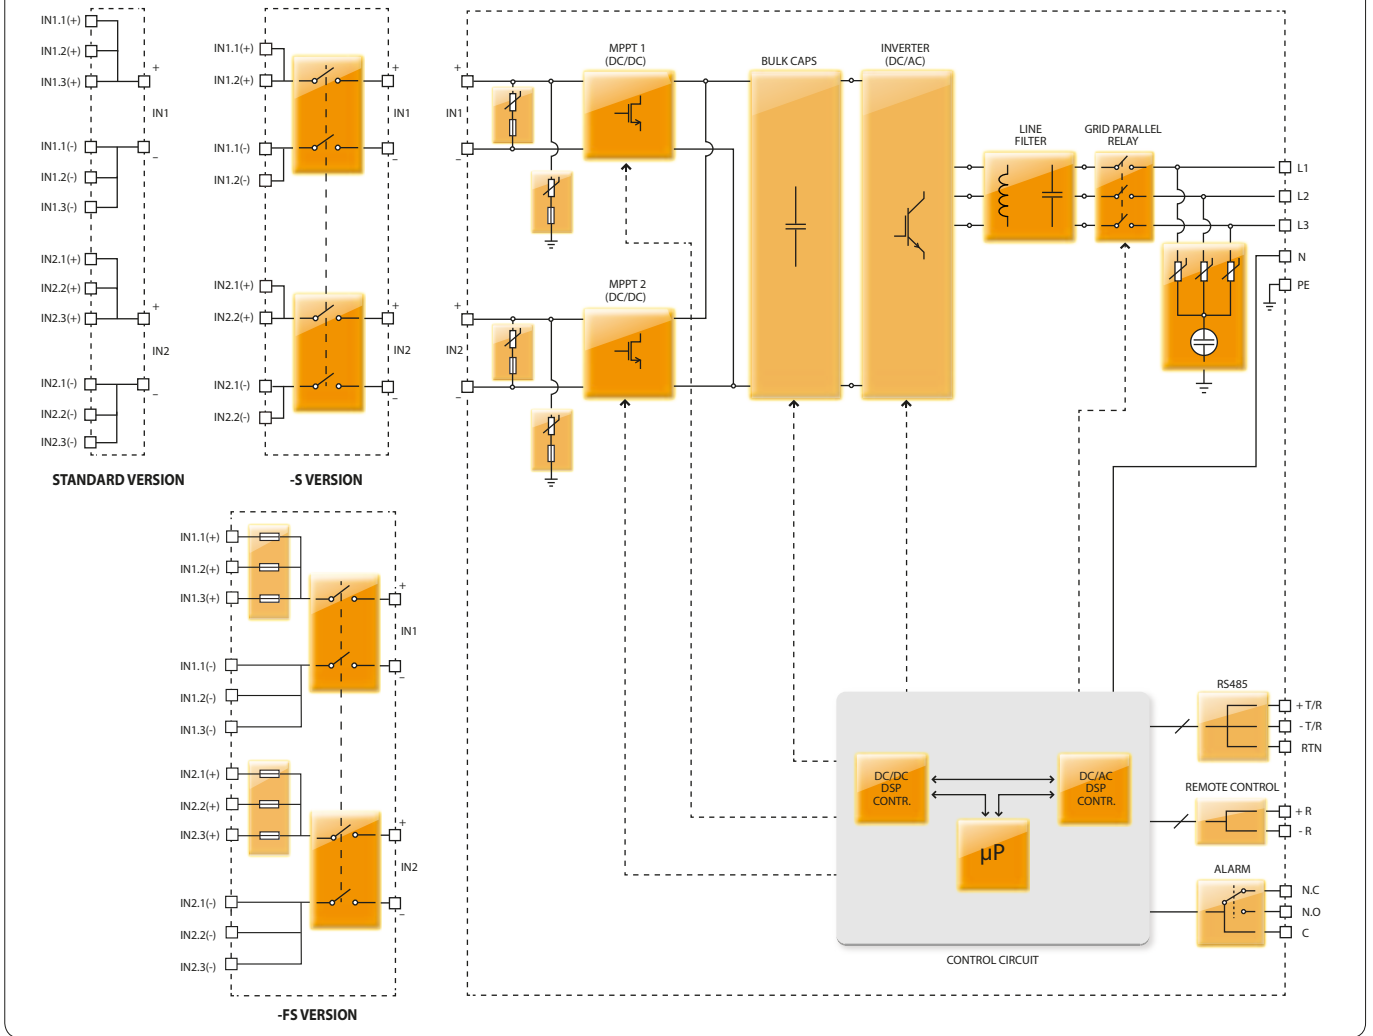 IN1.1(+)
IN1.2(+)
IN1.3(+)
+
IN1
IN1.1(-)
–
IN1.2(-)
IN1.3(-)
IN2.1(+)
IN2.2(+)
+
IN2.3(+)
IN2
IN2.1(-)
–
IN2.2(-)
IN2.3(-)
STANDARD VERSION
IN1.1(+)
+
IN1.2(+)
IN1
IN1.1(-)
–
IN1.2(-)
IN2.1(+)
+
IN2.2(+)
IN2
IN2.1(-)
–
IN2.2(-)
-S VERSION
IN1.1(+)
IN1.2(+)
+
IN1.3(+)
IN1
IN1.1(-)
–
IN1.2(-)
IN1.3(-)
IN2.1(+)
IN2.2(+)
+
IN2.3(+)
IN2
IN2.1(-)
–
IN2.2(-)
IN2.3(-)
-FS VERSION
+
IN1
–
+
IN2
–
MPPT 1
(DC/DC)
MPPT 2
(DC/DC)
BULK CAPS
INVERTER
(DC/AC)
LINE
FILTER
GRID PARALLEL
RELAY
L1
L2
L3
N
PE
DC/DC
DSP
CONTR.
DC/AC
DSP
CONTR.
µP
CONTROL CIRCUIT
RS485
+ T/R
- T/R
RTN
REMOTE CONTROL
+ R
- R
ALARM
N.C
N.O
C